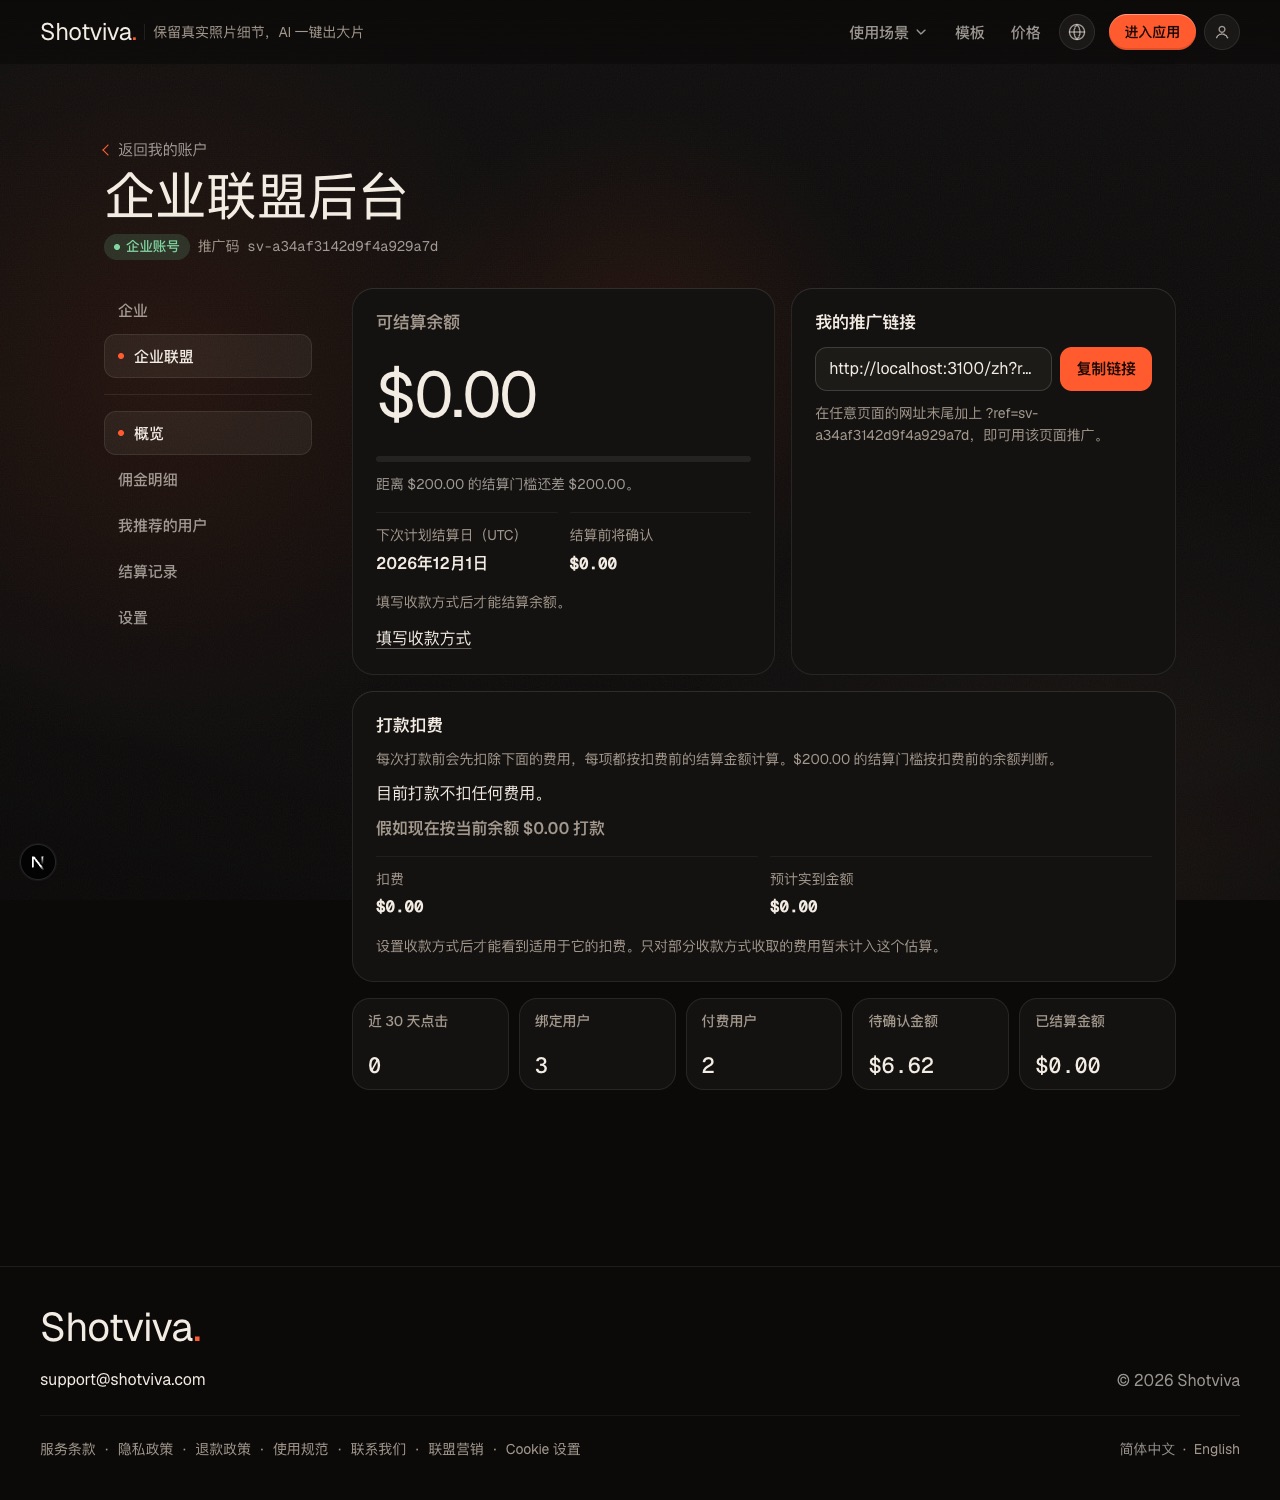 Shotviva.
保留真实照片细节，AI 一键出大片
使用场景
模板
价格
进入应用
返回我的账户
企业联盟后台
企业账号
推广码 sv-a34af3142d9f4a929a7d
企业
企业联盟
概览
佣金明细
我推荐的用户
结算记录
设置
可结算余额
$0.00
距离 $200.00 的结算门槛还差 $200.00。
下次计划结算日（UTC）
2026年12月1日
结算前将确认
$0.00
填写收款方式后才能结算余额。
填写收款方式
我的推广链接
http://localhost:3100/zh?r...
复制链接
在任意页面的网址末尾加上 ?ref=sv-
a34af3142d9f4a929a7d，即可用该页面推广。
打款扣费
每次打款前会先扣除下面的费用，每项都按扣费前的结算金额计算。$200.00 的结算门槛按扣费前的余额判断。
目前打款不扣任何费用。
假如现在按当前余额 $0.00 打款
扣费
$0.00
预计实到金额
$0.00
设置收款方式后才能看到适用于它的扣费。只对部分收款方式收取的费用暂未计入这个估算。
近 30 天点击
0
绑定用户
3
付费用户
2
待确认金额
$6.62
已结算金额
$0.00
N
Shotviva.
support@shotviva.com
© 2026 Shotviva
服务条款 · 隐私政策 · 退款政策 · 使用规范 · 联系我们 · 联盟营销 · Cookie 设置
简体中文 · English